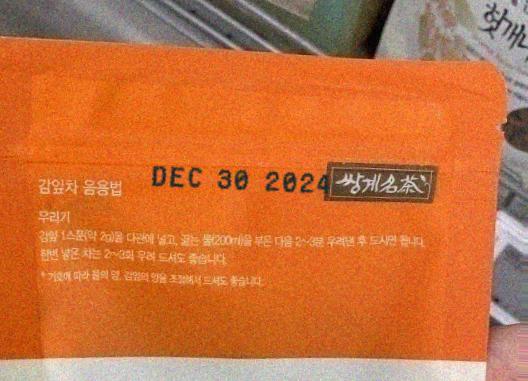 감잎차 음용법
DEC 30 2024
쌍계名茶
우리기
감잎 1스푼(약 2g)을 다관에 넣고, 끓는 물(200ml)을 부은 다음 2~3분 우려낸 후 드시면 됩니다.
한번 넣은 차는 2~3회 우려 드셔도 좋습니다.
* 기호에 따라 물의 양, 감잎의 양을 조절해서 드셔도 좋습니다.
햇개